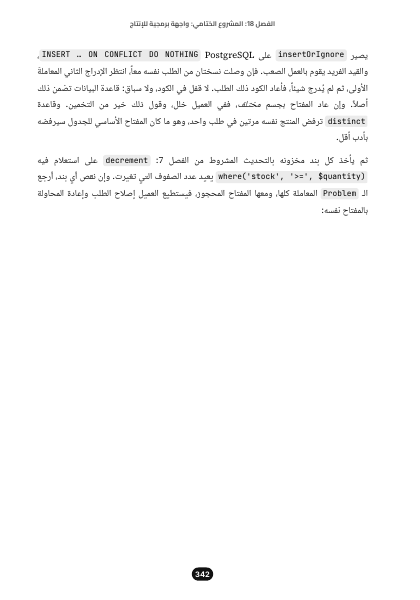 الفصل 18: المشروع الختامي: واجهة برمجية للإنتاج
يصير insertOrIgnore على PostgreSQL INSERT … ON CONFLICT DO NOTHING،
والقيد الفريد يقوم بالعمل الصعب. فإن وصلت نسختان من الطلب نفسه معاً، انتظر الإدراج الثاني المعاملة
الأولى، ثم لم يُدرج شيئاً، فأعاد الكود ذلك الطلب. لا قفل في الكود، ولا سباق: قاعدة البيانات تضمن ذلك
أصلاً. وإن عاد المفتاح بجسم مختلف، ففي العميل خلل، وقول ذلك خير من التخمين. وقاعدة
distinct ترفض المنتج نفسه مرتين في طلب واحد، وهو ما كان المفتاح الأساسي للجدول سيرفضه
بأدب أقل.
ثم يأخذ كل بند مخزونه بالتحديث المشروط من الفصل 7: decrement على استعلام فيه
where('stock', '>=', $quantity) يعيد عدد الصفوف التي تغيرت. وإن نقص أي بند، أرجع
الـ Problem المعاملة كلها، ومعها المفتاح المحجوز، فيستطيع العميل إصلاح الطلب وإعادة المحاولة
بالمفتاح نفسه:
342